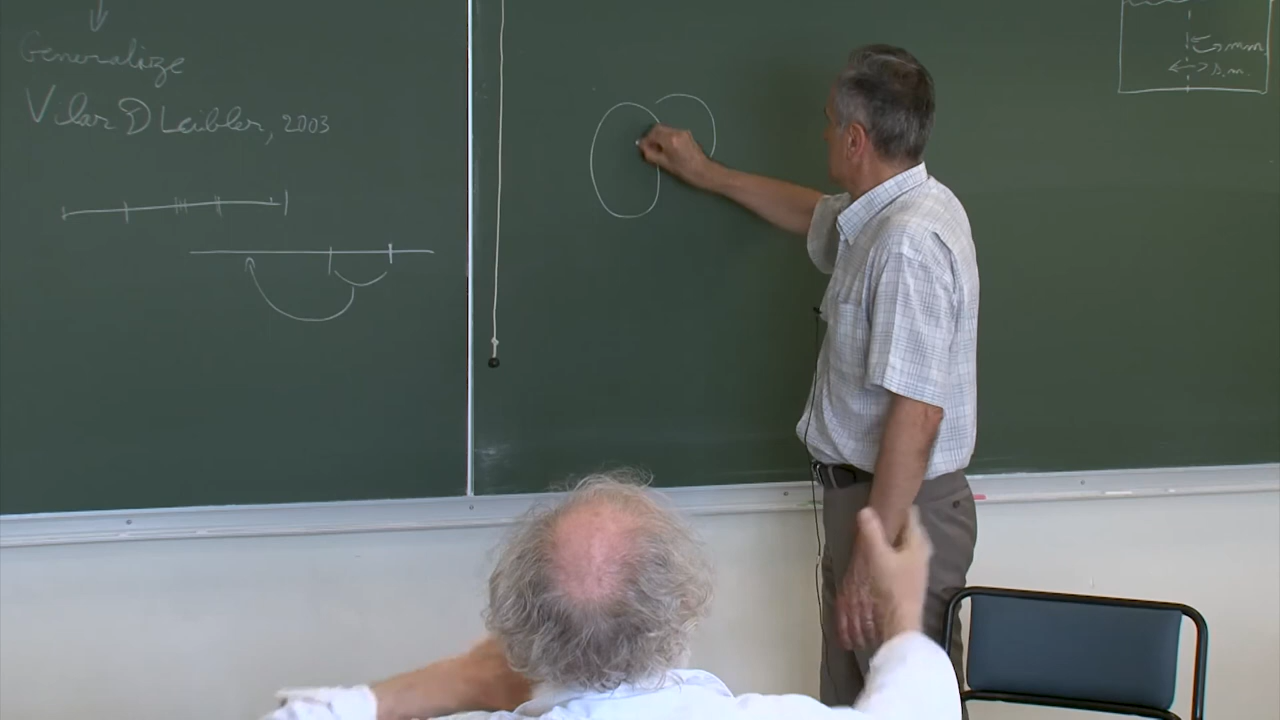 Generalize
Vilar & Leibler, 2003
m.m.
s.m.